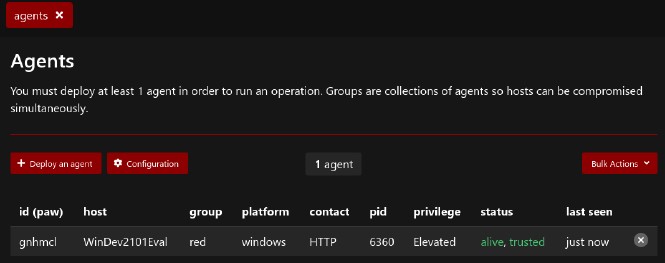 agents ×
Agents
You must deploy at least 1 agent in order to run an operation. Groups are collections of agents so hosts can be compromised
simultaneously.
+ Deploy an agent Configuration 1 agent Bulk Actions
id (paw) host group platform contact pid privilege status last seen
gnhmcl WinDev2101Eval red windows HTTP 6360 Elevated alive, trusted just now